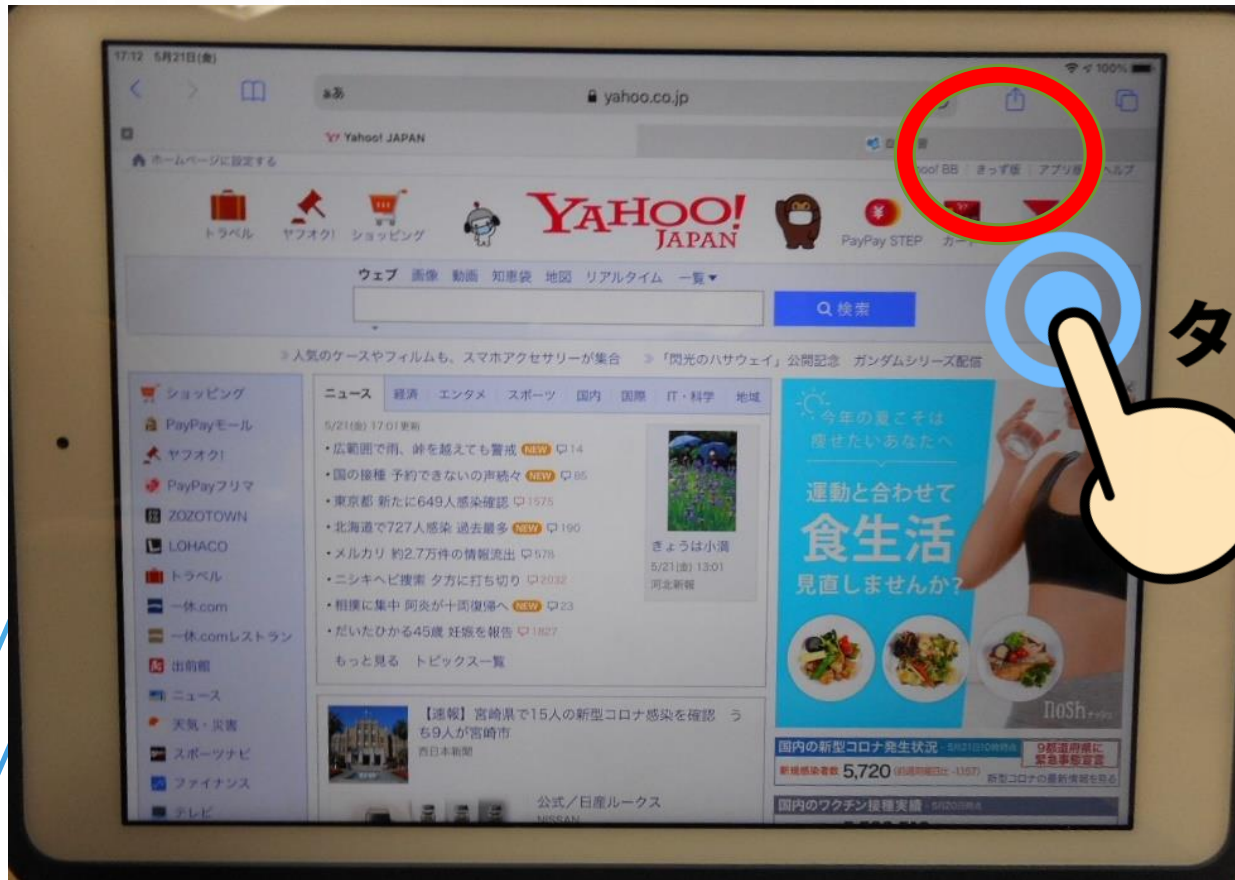 17:12 5月21日(金)
100%
ぁあ
yahoo.co.jp
Yahoo! JAPAN
ホームページに設定する
きっず版
ヘルプ
トラベル
ヤフオク!
ショッピング
YAHOO!
JAPAN
PayPay STEP
ウェブ 画像 動画 知恵袋 地図 リアルタイム 一覧▼
検索
タ
人気のケースやフィルムも、スマホアクセサリーが集合
「閃光のハサウェイ」公開記念 ガンダムシリーズ配信
ショッピング
PayPayモール
ヤフオク!
PayPayフリマ
ZOZOTOWN
LOHACO
トラベル
一休.com
一休.comレストラン
出前館
ニュース
天気・災害
スポーツナビ
ファイナンス
テレビ
ニュース 経済 エンタメ スポーツ 国内 国際 IT・科学 地域
5/21(金) 17:01更新
・広範囲で雨、峠を越えても警戒 NEW 14
・国の接種 予約できないの声続々 NEW 85
・東京都 新たに649人感染確認 1575
・北海道で727人感染 過去最多 NEW 190
・メルカリ 約2.7万件の情報流出 578
・ニシキヘビ捜索 夕方に打ち切り 2032
・相撲に集中 阿炎が十両復帰へ NEW 23
・だいたひかる45歳 妊娠を報告 1827
もっと見る トピックス一覧
きょうは小満
5/21(金) 13:01
河北新報
【速報】宮崎県で15人の新型コロナ感染を確認 う
ち9人が宮崎市
西日本新聞
公式/日産ルークス
NISSAN
今年の夏こそは
痩せたいあなたへ
運動と合わせて
食生活
見直しませんか?
nosh ナッシュ
国内の新型コロナ発生状況
9都道府県に
緊急事態宣言
新規感染者数 5,720
新型コロナの最新情報を見る
国内のワクチン接種実績